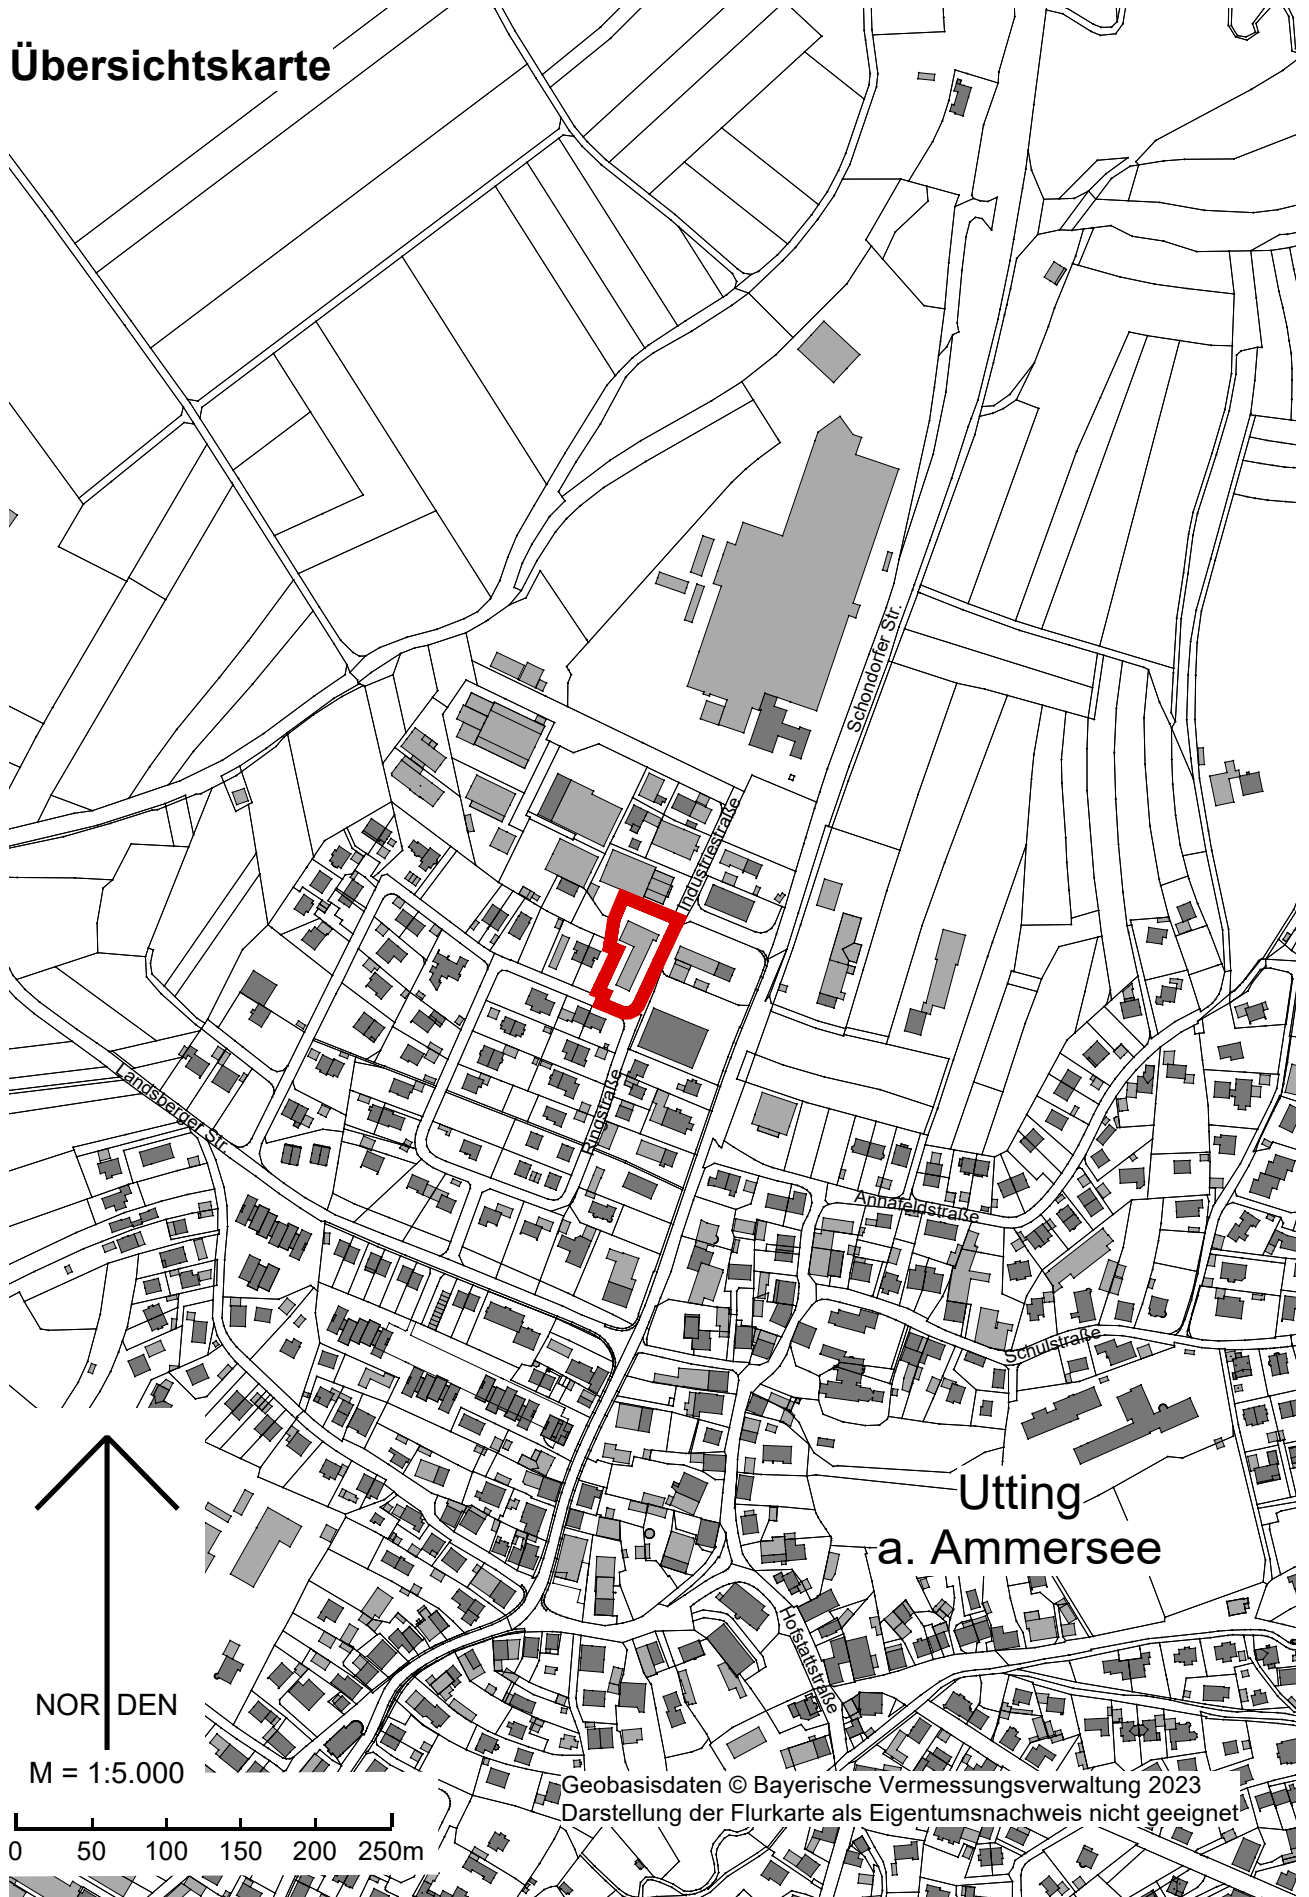 Übersichtskarte
Schondorfer Str.
Industriestraße
Landsberger Str.
Ringstraße
Annafeldstraße
Schulstraße
Utting
a. Ammersee
Hofstattstraße
NORDEN
M = 1:5.000
Geobasisdaten © Bayerische Vermessungsverwaltung 2023
Darstellung der Flurkarte als Eigentumsnachweis nicht geeignet
0 50 100 150 200 250m